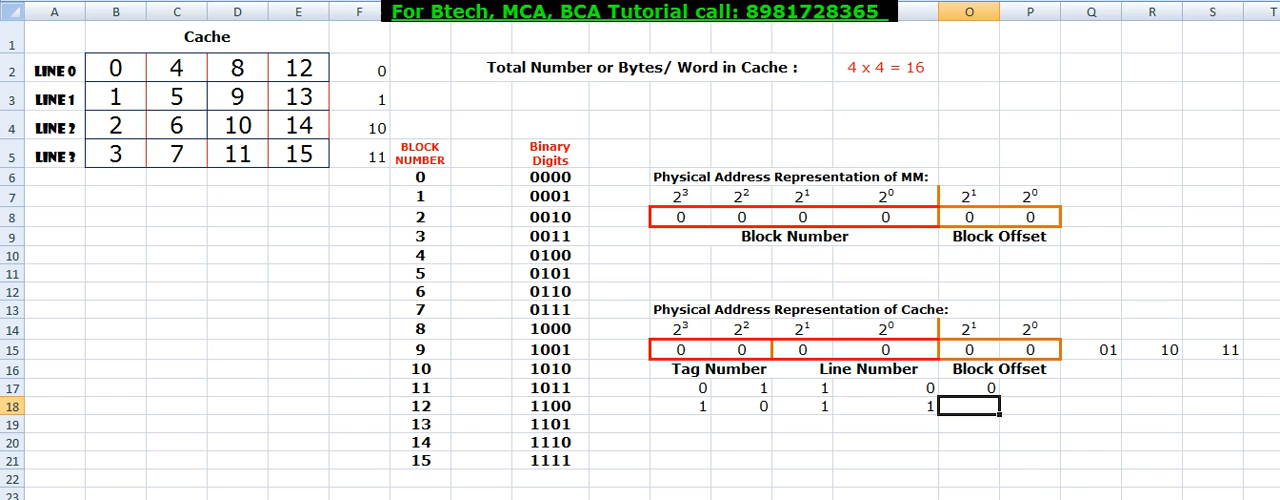 For Btech, MCA, BCA Tutorial call: 8981728365
A B C D E F O P Q R S T
1 Cache
2 LINE 0 0 4 8 12 0 Total Number or Bytes/ Word in Cache : 4 x 4 = 16
3 LINE 1 1 5 9 13 1
4 LINE 2 2 6 10 14 10
5 LINE 3 3 7 11 15 11 BLOCK NUMBER Binary Digits
6 0 0000 Physical Address Representation of MM:
7 1 0001 2³ 2² 2¹ 2⁰ 2¹ 2⁰
8 2 0010 0 0 0 0 0 0
9 3 0011 Block Number Block Offset
10 4 0100
11 5 0101
12 6 0110
13 7 0111 Physical Address Representation of Cache:
14 8 1000 2³ 2² 2¹ 2⁰ 2¹ 2⁰
15 9 1001 0 0 0 0 0 0 01 10 11
16 10 1010 Tag Number Line Number Block Offset
17 11 1011 0 1 1 0 0
18 12 1100 1 0 1 1
19 13 1101
20 14 1110
21 15 1111
22
23